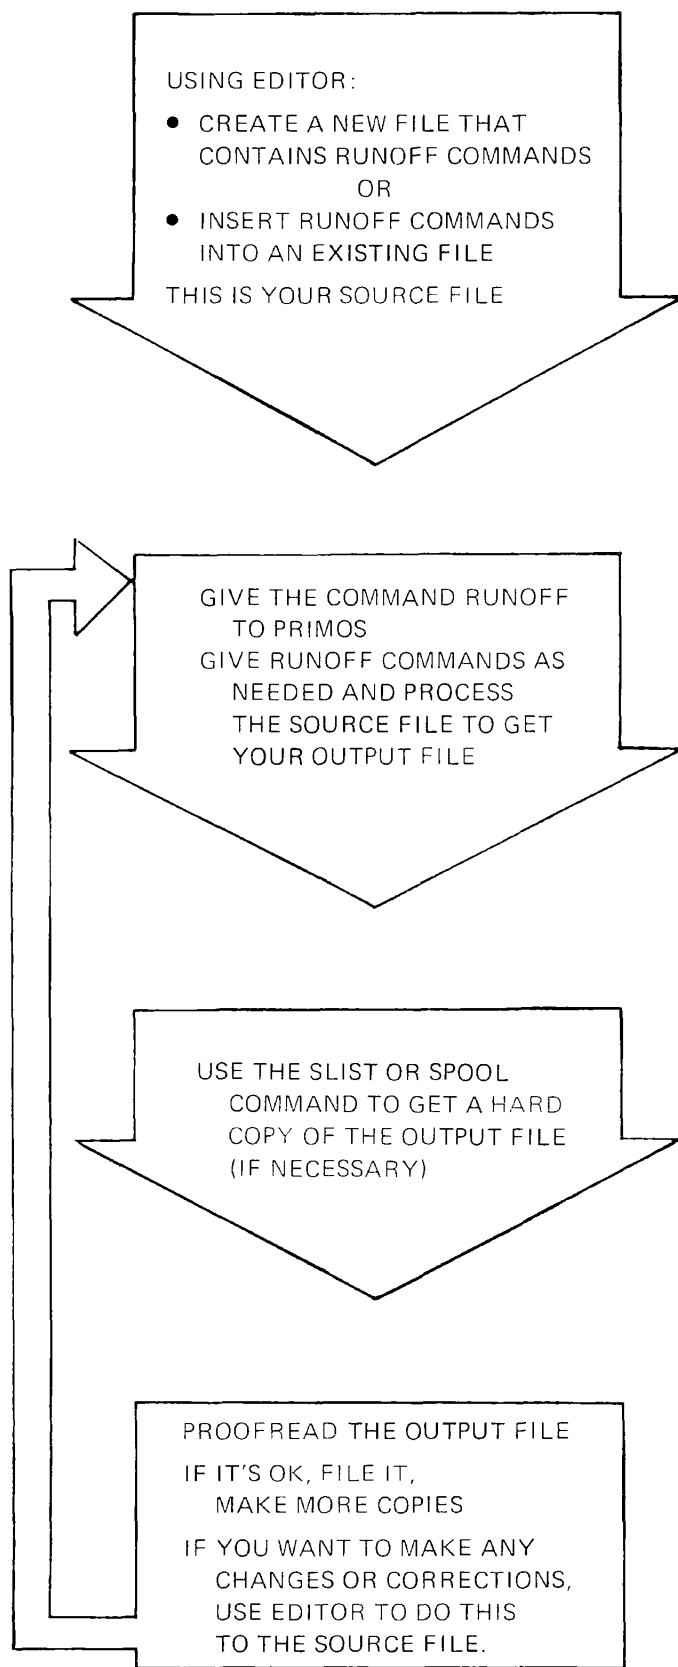 USING EDITOR:
• CREATE A NEW FILE THAT
CONTAINS RUNOFF COMMANDS
OR
• INSERT RUNOFF COMMANDS
INTO AN EXISTING FILE
THIS IS YOUR SOURCE FILE
GIVE THE COMMAND RUNOFF
TO PRIMOS
GIVE RUNOFF COMMANDS AS
NEEDED AND PROCESS
THE SOURCE FILE TO GET
YOUR OUTPUT FILE
USE THE SLIST OR SPOOL
COMMAND TO GET A HARD
COPY OF THE OUTPUT FILE
(IF NECESSARY)
PROOFREAD THE OUTPUT FILE
IF IT'S OK, FILE IT,
MAKE MORE COPIES
IF YOU WANT TO MAKE ANY
CHANGES OR CORRECTIONS,
USE EDITOR TO DO THIS
TO THE SOURCE FILE.